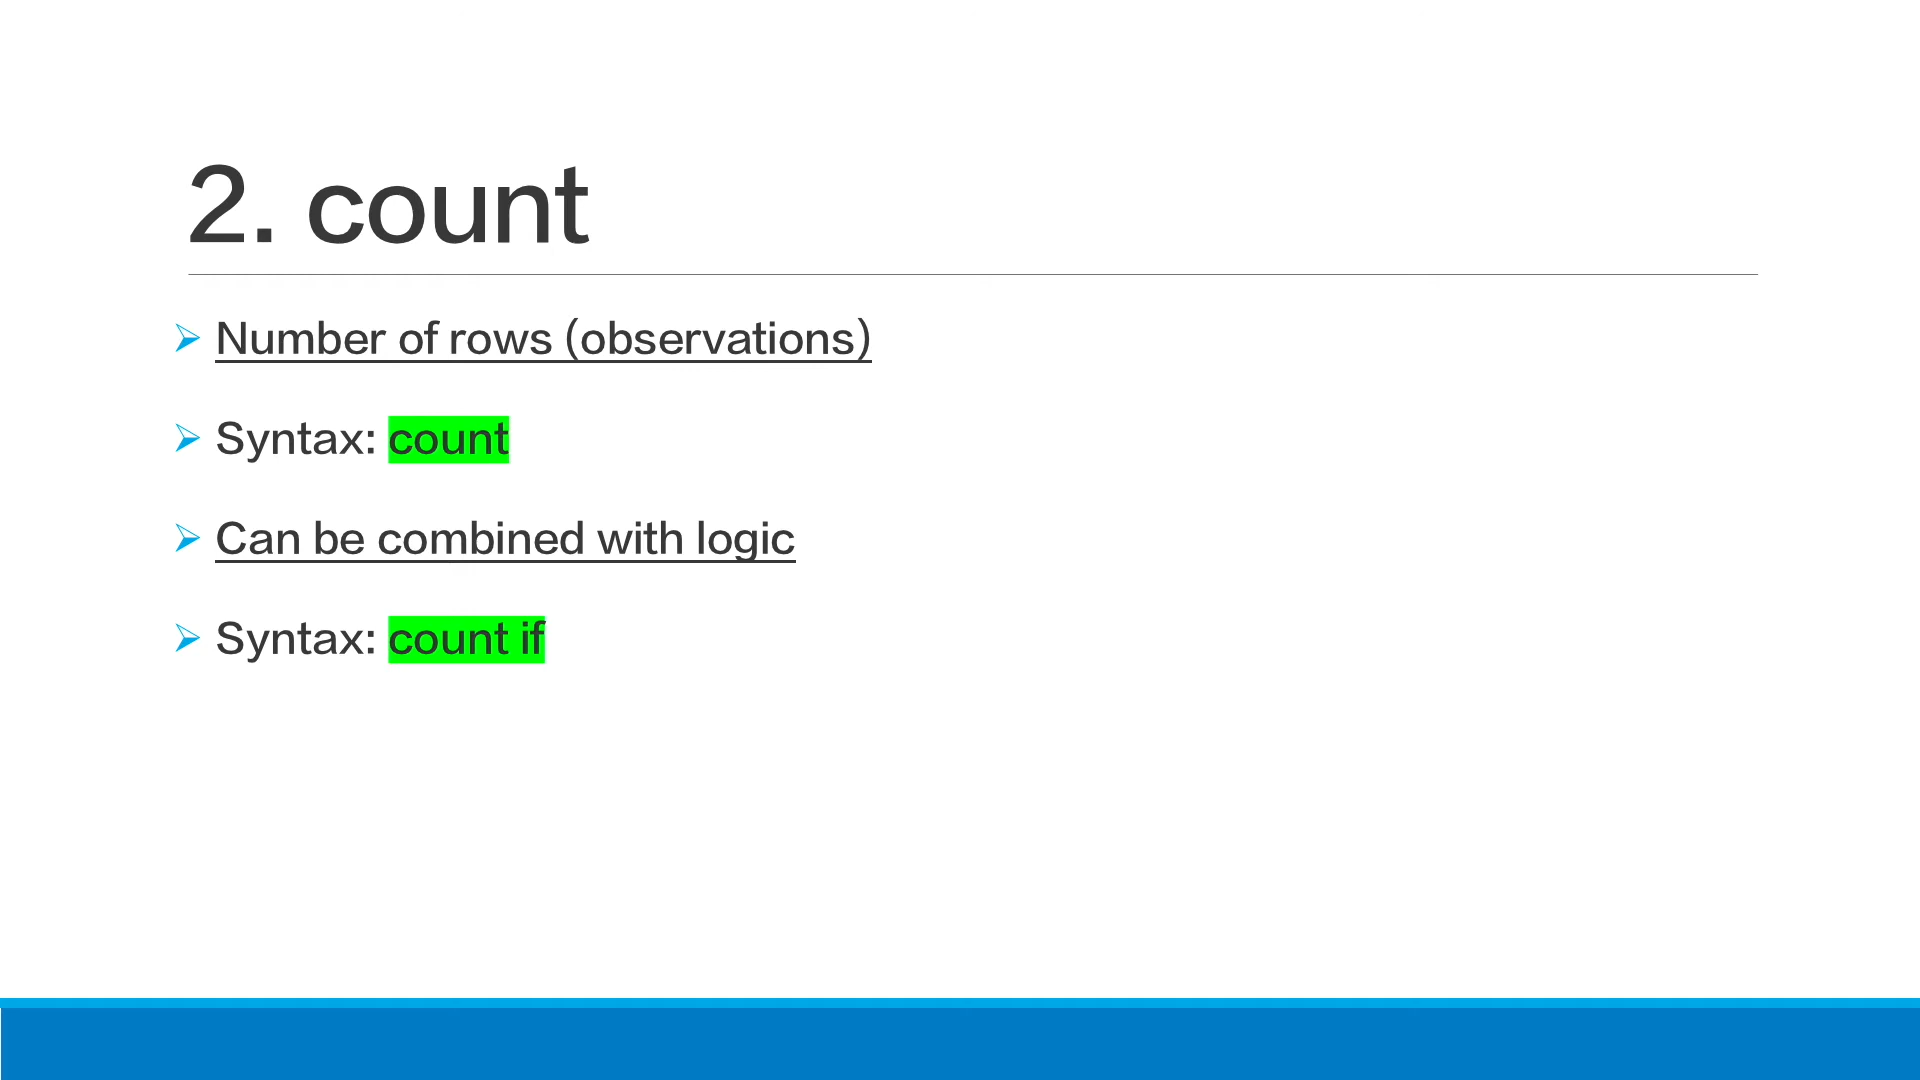 2. count
Number of rows (observations)
Syntax: count
Can be combined with logic
Syntax: count if